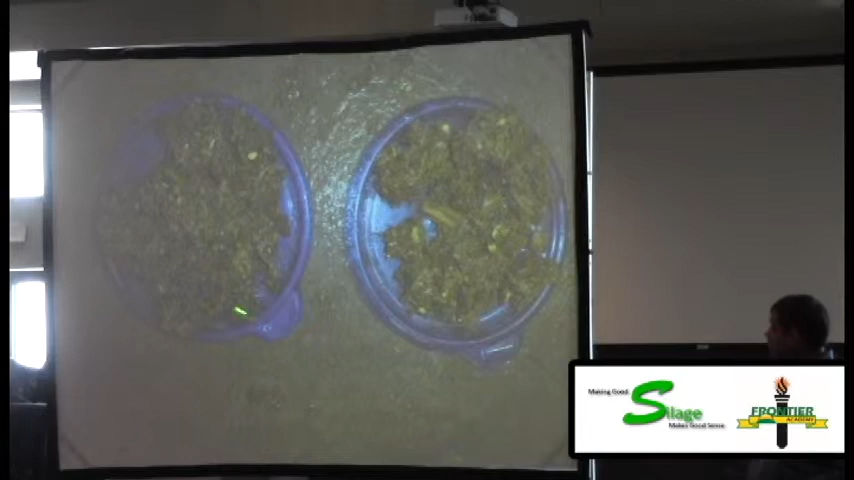 Making Good
Silage
Makes Good Sense
FRONTIER
ACADEMY